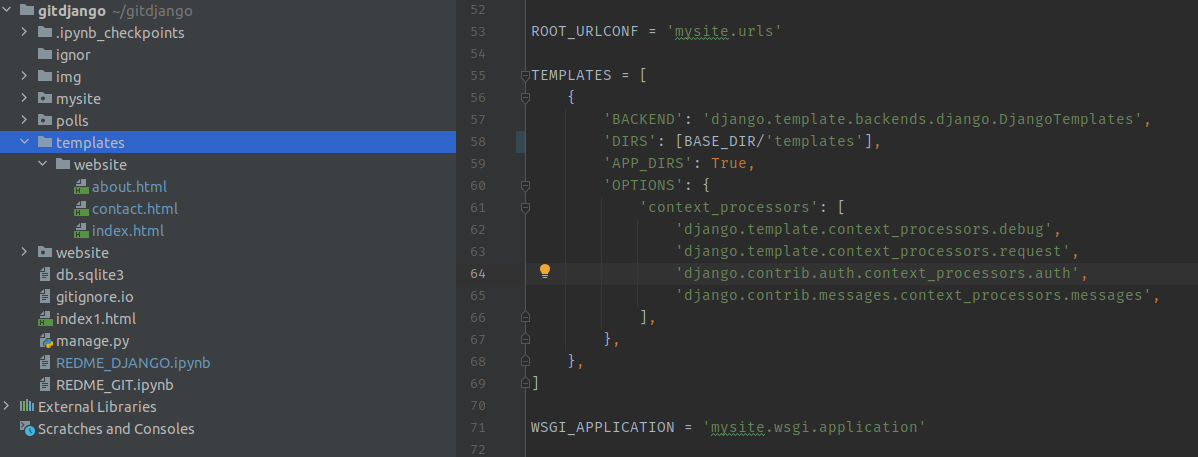 gitdjango ~/gitdjango
.ipynb_checkpoints
ignor
img
mysite
polls
templates
website
about.html
contact.html
index.html
website
db.sqlite3
gitignore.io
index1.html
manage.py
REDME_DJANGO.ipynb
REDME_GIT.ipynb
External Libraries
Scratches and Consoles
52
53 ROOT_URLCONF = 'mysite.urls'
54
55 TEMPLATES = [
56 {
57 'BACKEND': 'django.template.backends.django.DjangoTemplates',
58 'DIRS': [BASE_DIR/'templates'],
59 'APP_DIRS': True,
60 'OPTIONS': {
61 'context_processors': [
62 'django.template.context_processors.debug',
63 'django.template.context_processors.request',
64 'django.contrib.auth.context_processors.auth',
65 'django.contrib.messages.context_processors.messages',
66 ],
67 },
68 },
69 ]
70
71 WSGI_APPLICATION = 'mysite.wsgi.application'
72